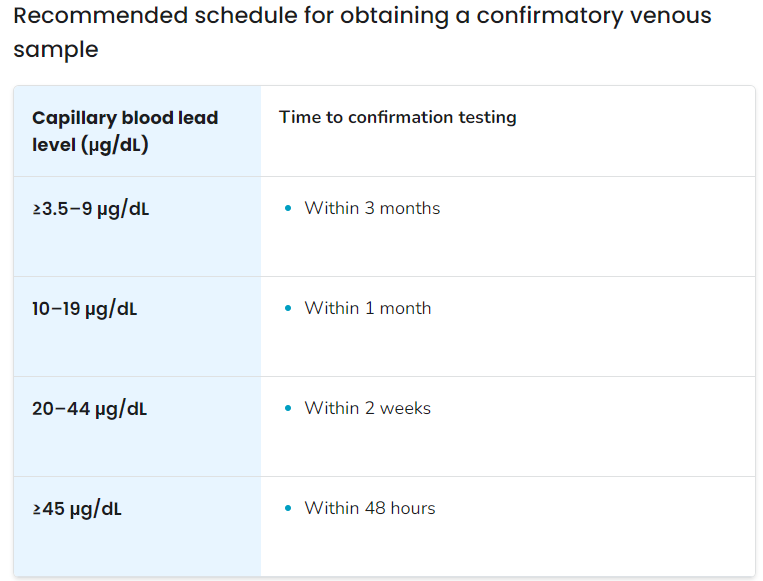 Recommended schedule for obtaining a confirmatory venous
sample
Capillary blood lead
level (µg/dL)
Time to confirmation testing
≥3.5–9 µg/dL
• Within 3 months
10–19 µg/dL
• Within 1 month
20–44 µg/dL
• Within 2 weeks
≥45 µg/dL
• Within 48 hours